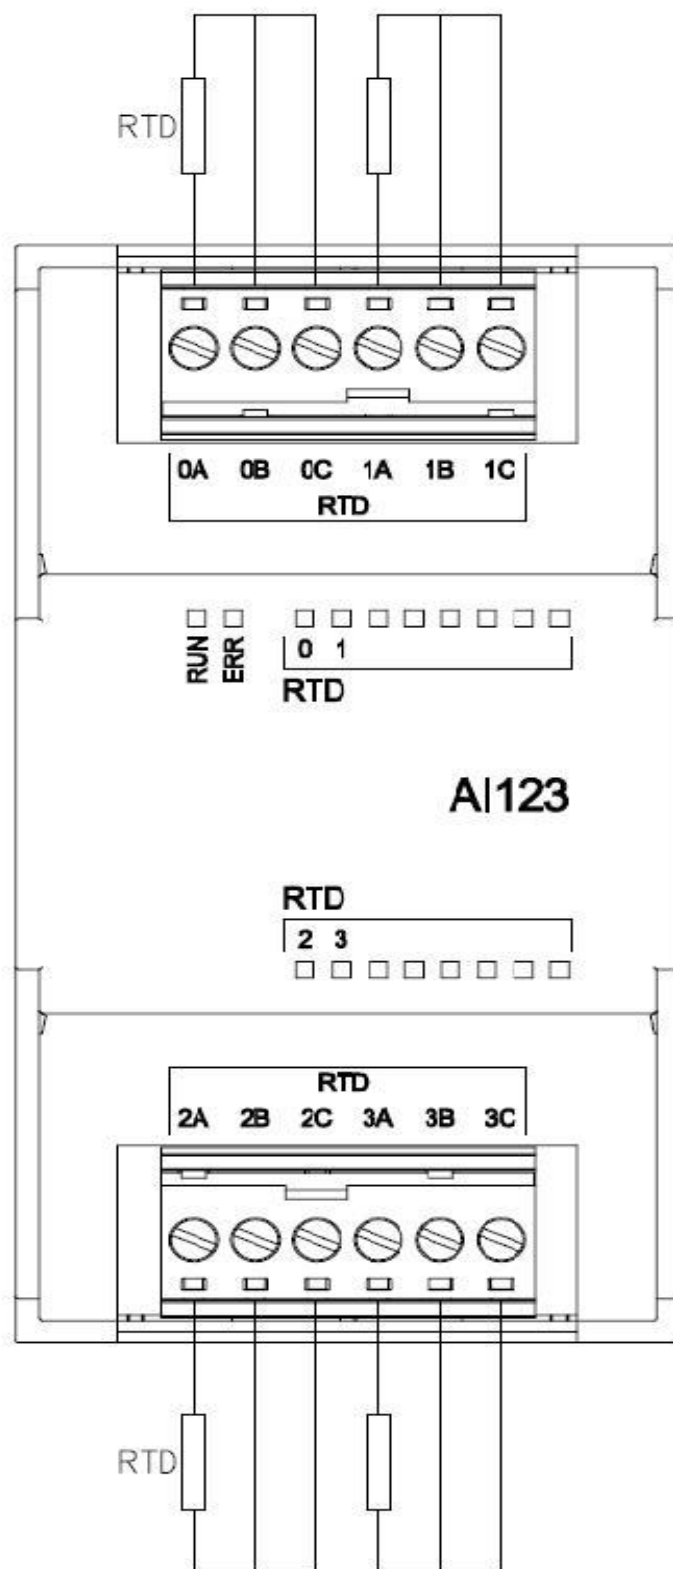 RTD
0A 0B 0C 1A 1B 1C
RTD
RUN ERR 0 1
RTD
AI123
RTD
2 3
RTD
2A 2B 2C 3A 3B 3C
RTD